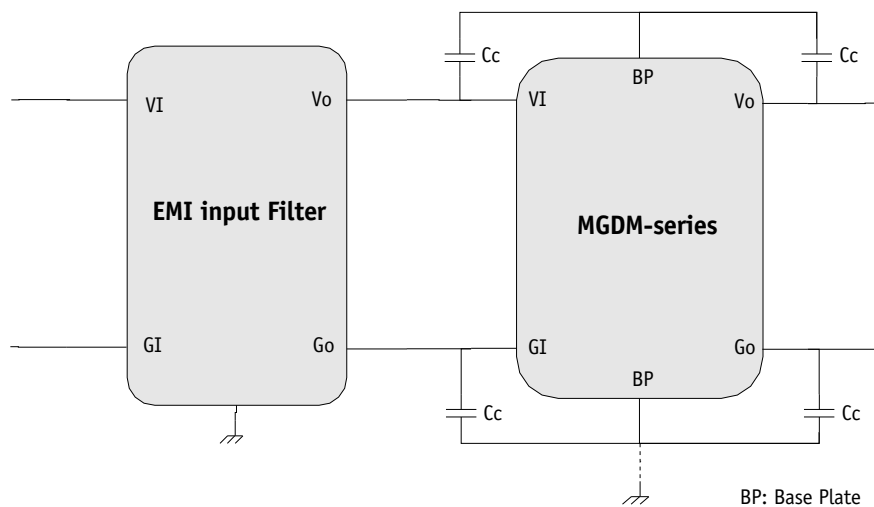 Cc
Cc
BP
VI
Vo
VI
Vo
EMI input Filter
MGDM-series
GI
Go
GI
Go
BP
Cc
Cc
BP: Base Plate